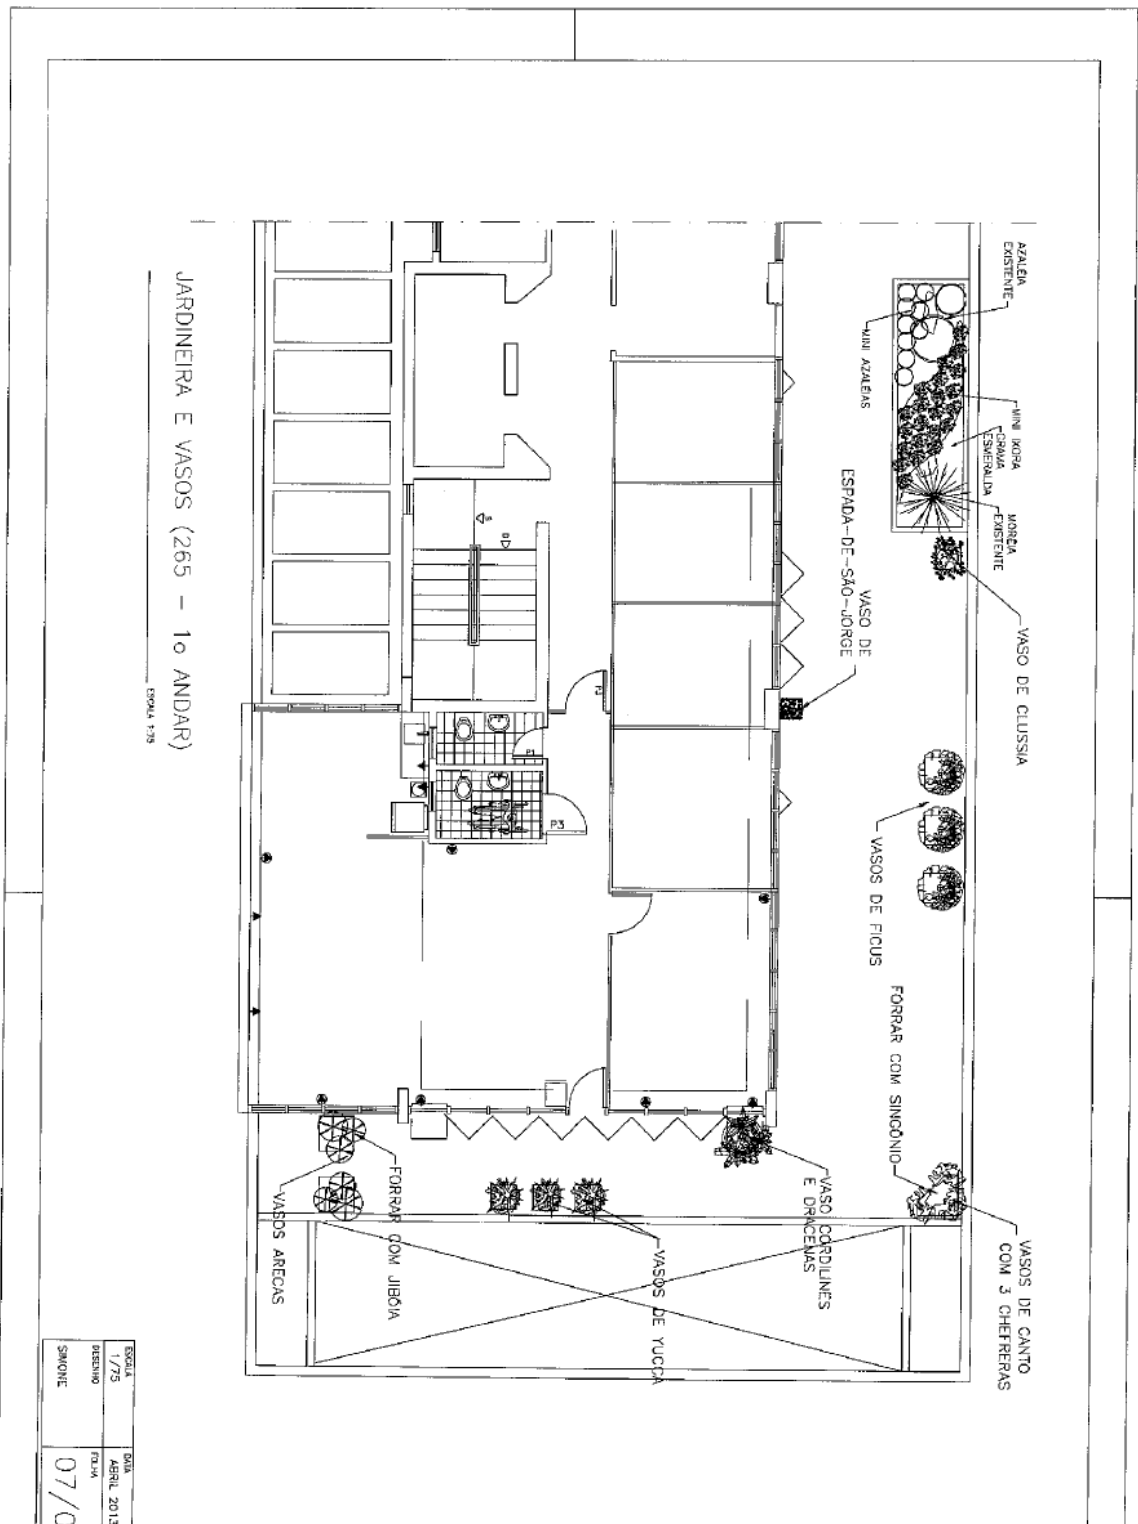 AZALÉIA
EXISTENTE
MINI AZALÉIAS
MINI IXORA
GRAMA
ESMERALDA
MORÉIA
EXISTENTE
VASO DE CLUSSIA
VASO DE
ESPADA-DE-SÃO-JORGE
VASOS DE FICUS
FORRAR COM SINGÔNIO
VASOS DE CANTO
COM 3 CHEFRERAS
VASO CORDILINES
E DRACENAS
VASOS DE YUCCA
FORRAR COM JIBÓIA
VASOS ARECAS
P3
P1
P3
S
JARDINEIRA E VASOS (265 - 1o ANDAR)
ESCALA 1:75
ESCALA
1/75
DATA
ABRIL 2013
DESENHO
SIMONE
FOLHA
07/0